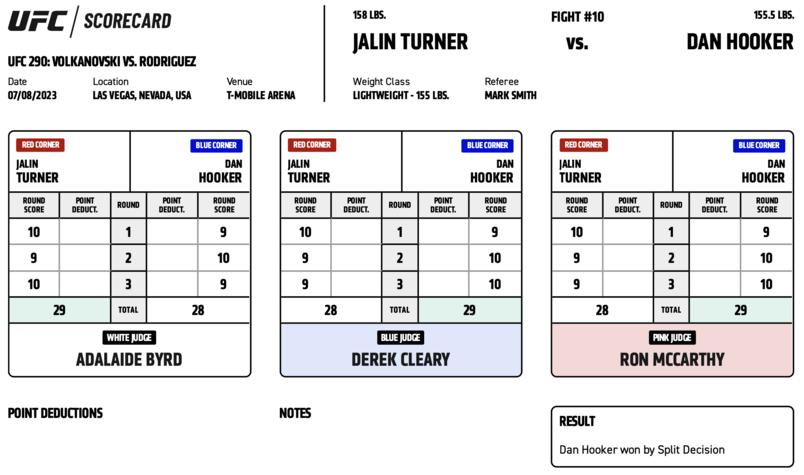 UFC / SCORECARD
UFC 290: VOLKANOVSKI VS. RODRIGUEZ
Date Location Venue
07/08/2023 LAS VEGAS, NEVADA, USA T-MOBILE ARENA
158 LBS. FIGHT #10 155.5 LBS.
JALIN TURNER VS. DAN HOOKER
Weight Class Referee
LIGHTWEIGHT - 155 LBS. MARK SMITH
RED CORNER BLUE CORNER
JALIN TURNER DAN HOOKER
ROUND SCORE POINT DEDUCT. ROUND POINT DEDUCT. ROUND SCORE
10 1 9
9 2 10
10 3 9
29 TOTAL 28
WHITE JUDGE
ADALAIDE BYRD
RED CORNER BLUE CORNER
JALIN TURNER DAN HOOKER
ROUND SCORE POINT DEDUCT. ROUND POINT DEDUCT. ROUND SCORE
10 1 9
9 2 10
10 3 9
28 TOTAL 29
BLUE JUDGE
DEREK CLEARY
RED CORNER BLUE CORNER
JALIN TURNER DAN HOOKER
ROUND SCORE POINT DEDUCT. ROUND POINT DEDUCT. ROUND SCORE
10 1 9
9 2 10
10 3 9
28 TOTAL 29
PINK JUDGE
RON MCCARTHY
POINT DEDUCTIONS
NOTES
RESULT
Dan Hooker won by Split Decision